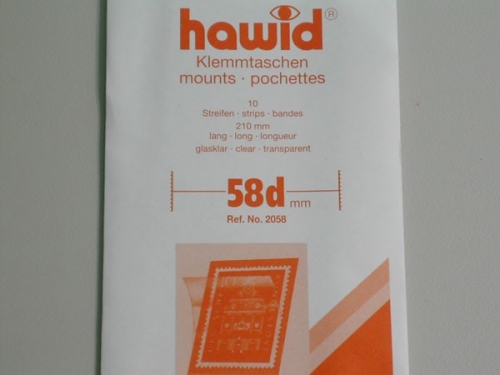 hawid®
Klemmtaschen
mounts · pochettes
10
Streifen · strips · bandes
210 mm
lang · long · longueur
glasklar · clear · transparent
58d mm
Ref. No. 2058